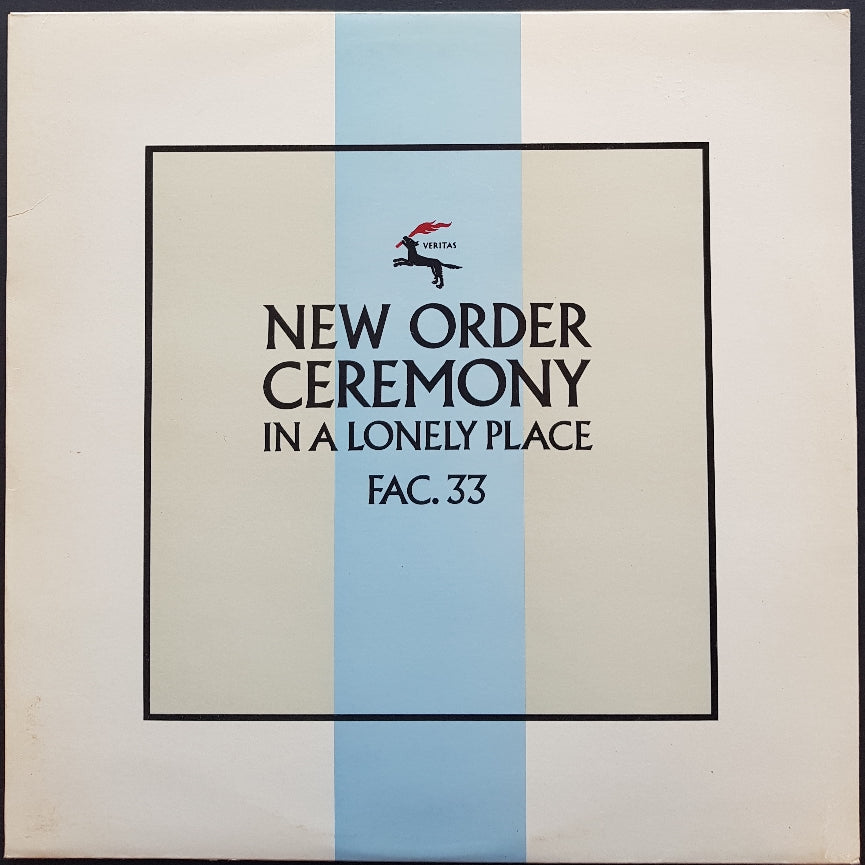 VERITAS
NEW ORDER
CEREMONY
IN A LONELY PLACE
FAC. 33